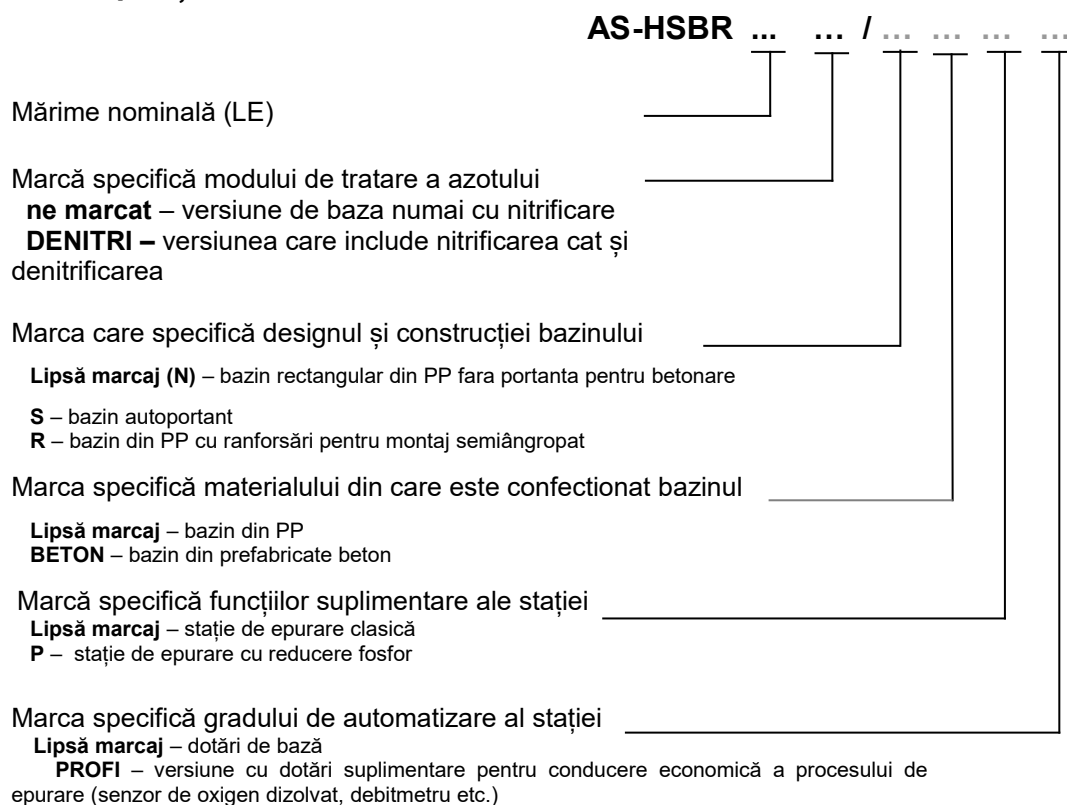 AS-HSBR ... ... / ... ... ... ...
Mărime nominală (LE)
Marcă specifică modului de tratare a azotului
ne marcat – versiune de baza numai cu nitrificare
DENITRI – versiunea care include nitrificarea cat și
denitrificarea
Marca care specifică designul și construcției bazinului
Lipsă marcaj (N) – bazin rectangular din PP fara portanta pentru betonare
S – bazin autoportant
R – bazin din PP cu ranforsări pentru montaj semiângropat
Marca specifică materialului din care este confectionat bazinul
Lipsă marcaj – bazin din PP
BETON – bazin din prefabricate beton
Marcă specifică funcțiilor suplimentare ale stației
Lipsă marcaj – stație de epurare clasică
P – stație de epurare cu reducere fosfor
Marca specifică gradului de automatizare al stației
Lipsă marcaj – dotări de bază
PROFI – versiune cu dotări suplimentare pentru conducere economică a procesului de
epurare (senzor de oxigen dizolvat, debitmetru etc.)